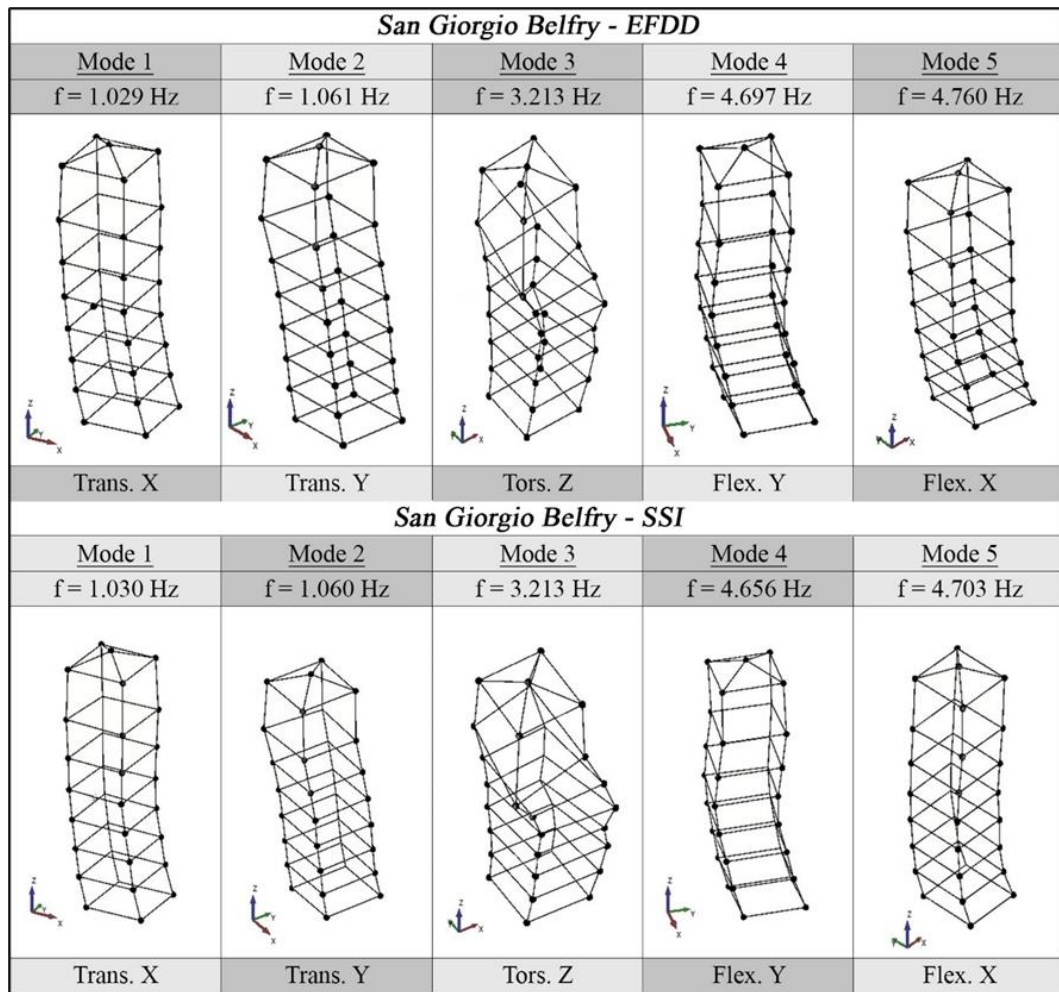 San Giorgio Belfry - EFDD
Mode 1 Mode 2 Mode 3 Mode 4 Mode 5
f = 1.029 Hz f = 1.061 Hz f = 3.213 Hz f = 4.697 Hz f = 4.760 Hz
Z Y X Z Y X Z Y X Z Y X Z Y X
Trans. X Trans. Y Tors. Z Flex. Y Flex. X
San Giorgio Belfry - SSI
Mode 1 Mode 2 Mode 3 Mode 4 Mode 5
f = 1.030 Hz f = 1.060 Hz f = 3.213 Hz f = 4.656 Hz f = 4.703 Hz
Z Y X Z Y X Z Y X Z Y X Z Y X
Trans. X Trans. Y Tors. Z Flex. Y Flex. X